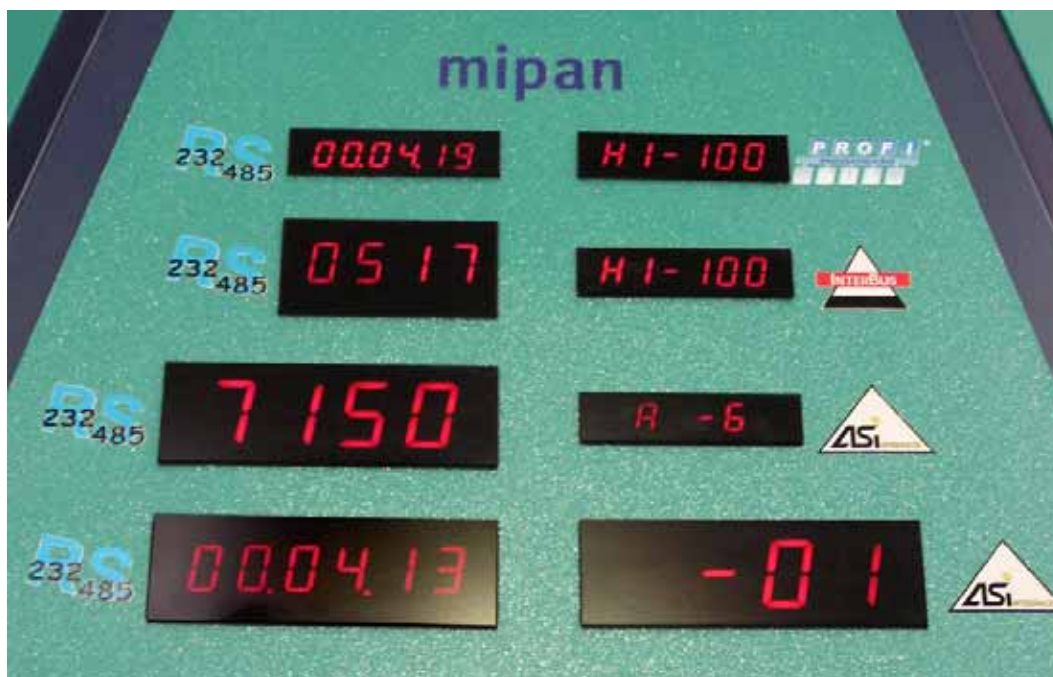 mipan
RS 232 485 00.04.19 H1-100 PROFI
RS 232 485 0517 H1-100 INTERBUS
RS 232 485 7150 A -6 ASi
RS 232 485 00.04.13 -01 ASi